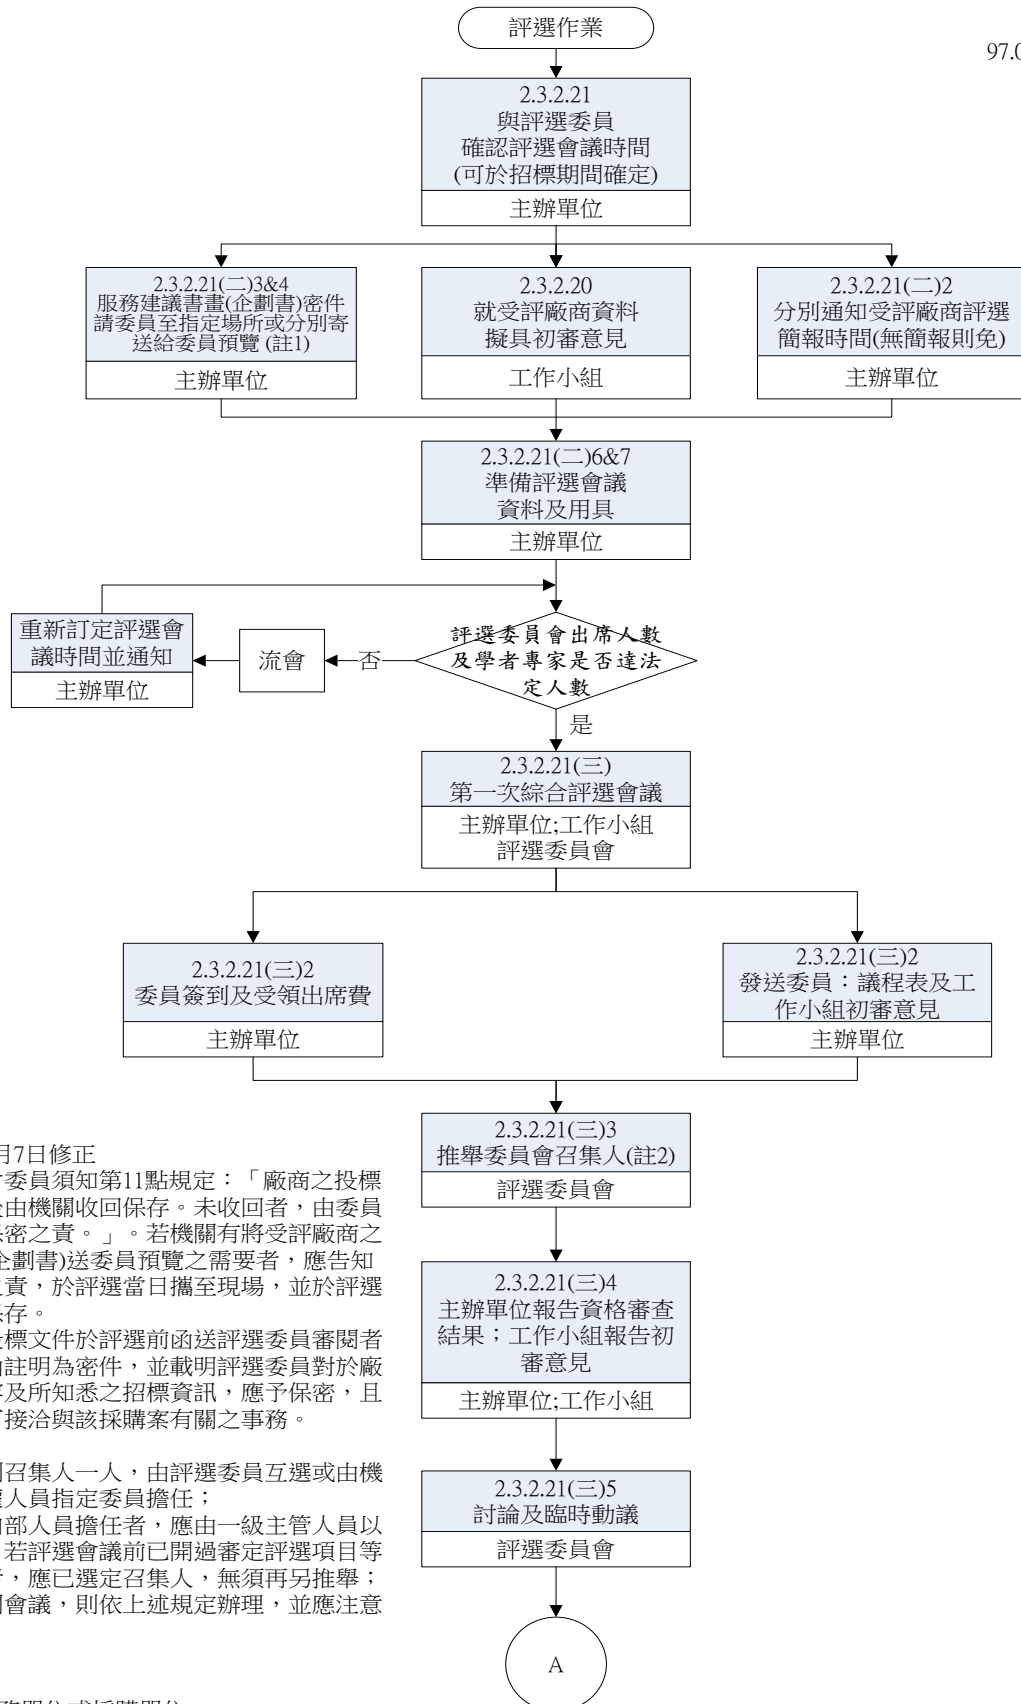 評選作業
97.0
2.3.2.21
與評選委員
確認評選會議時間
(可於招標期間確定)
主辦單位
2.3.2.21(二)3&4
服務建議書畫(企劃書)密件
請委員至指定場所或分別寄
送給委員預覽 (註1)
主辦單位
2.3.2.20
就受評廠商資料
擬具初審意見
工作小組
2.3.2.21(二)2
分別通知受評廠商評選
簡報時間(無簡報則免)
主辦單位
2.3.2.21(二)6&7
準備評選會議
資料及用具
主辦單位
重新訂定評選會
議時間並通知
主辦單位
流會
否
評選委員會出席人數
及學者專家是否達法
定人數
是
2.3.2.21(三)
第一次綜合評選會議
主辦單位;工作小組
評選委員會
2.3.2.21(三)2
委員簽到及受領出席費
主辦單位
2.3.2.21(三)2
發送委員：議程表及工
作小組初審意見
主辦單位
2.3.2.21(三)3
推舉委員會召集人(註2)
評選委員會
2.3.2.21(三)4
主辦單位報告資格審查
結果；工作小組報告初
審意見
主辦單位;工作小組
2.3.2.21(三)5
討論及臨時動議
評選委員會
A
月7日修正
委員須知第11點規定：「廠商之投標
後由機關收回保存。未收回者，由委員
保密之責。」。若機關有將受評廠商之
企劃書)送委員預覽之需要者，應告知
之責，於評選當日攜至現場，並於評選
保存。
投標文件於評選前函送評選委員審閱者
註明為密件，並載明評選委員對於廠
容及所知悉之招標資訊，應予保密，且
可接洽與該採購案有關之事務。
召集人一人，由評選委員互選或由機
權人員指定委員擔任；
內部人員擔任者，應由一級主管人員以
若評選會議前已開過審定評選項目等
者，應已選定召集人，無須再另推舉；
開會議，則依上述規定辦理，並應注意